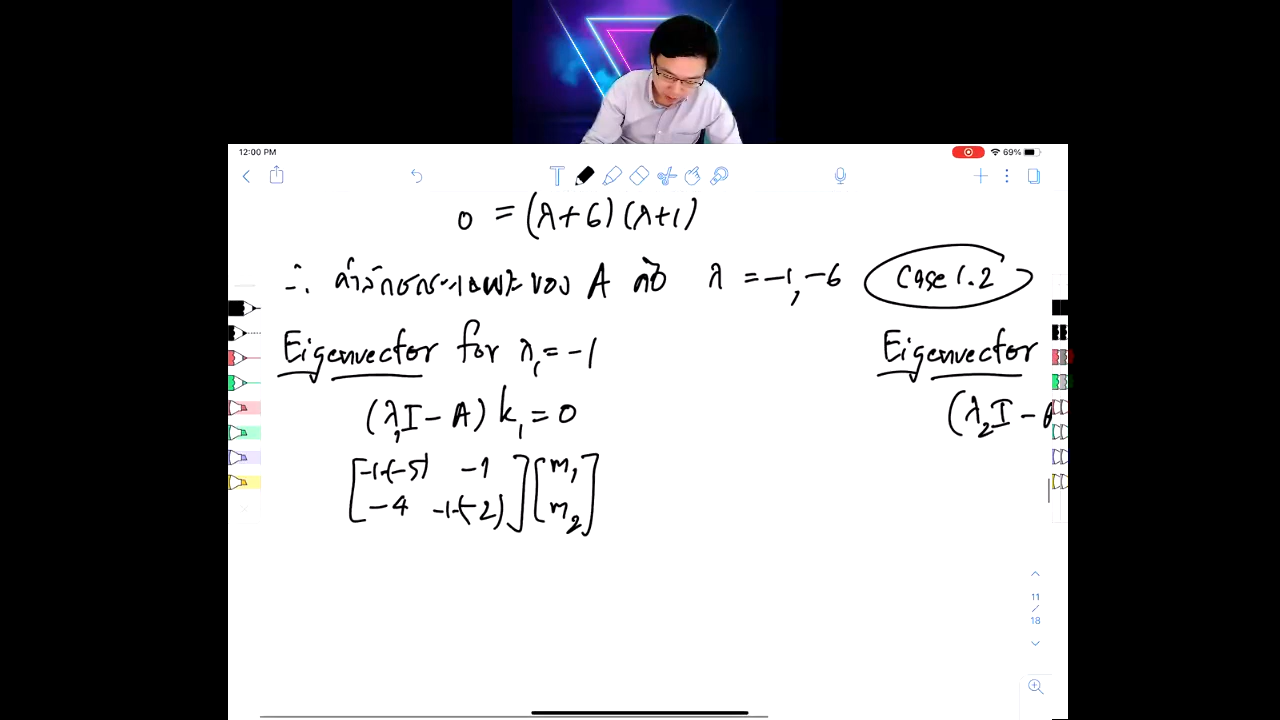 12:00 PM
69%
0 = (λ+6)(λ+1)
∴ ค่าลักษณะเฉพาะของ A คือ λ = -1, -6 Case 1.2
Eigenvector for λ₁ = -1
Eigenvector
(λ₁I - A) k₁ = 0
(λ₂I -
[-1-(-5) -1] [m₁]
[-4 -1-(-2)] [m₂]
11
/
18